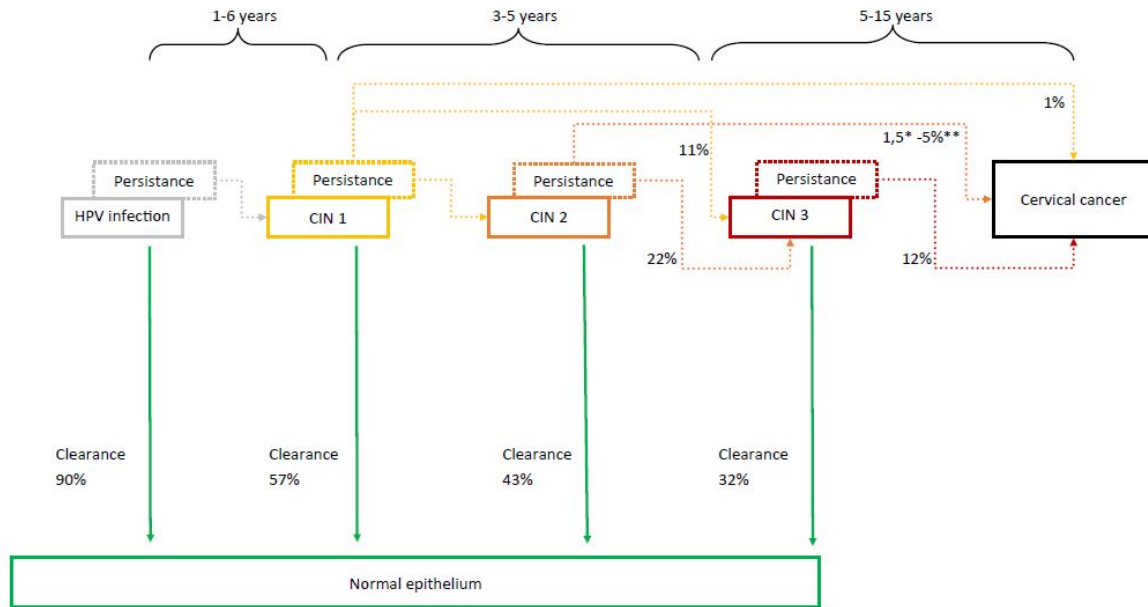 1-6 years
3-5 years
5-15 years
1%
1,5* -5%**
11%
Persistance
Persistance
Persistance
Persistance
HPV infection
CIN 1
CIN 2
CIN 3
Cervical cancer
22%
12%
Clearance
90%
Clearance
57%
Clearance
43%
Clearance
32%
Normal epithelium